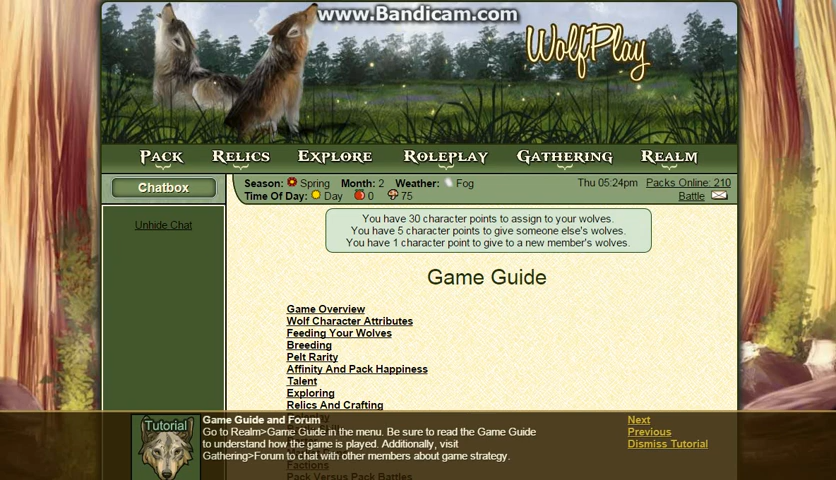 www.Bandicam.com
WolfPlay
Pack Relics Explore Roleplay Gathering Realm
Chatbox
Season: Spring Month: 2 Weather: Fog Thu 05:24pm Packs Online: 210
Time Of Day: Day 0 75 Battle
Unhide Chat
You have 30 character points to assign to your wolves.
You have 5 character points to give someone else's wolves.
You have 1 character point to give to a new member's wolves.
Game Guide
Game Overview
Wolf Character Attributes
Feeding Your Wolves
Breeding
Pelt Rarity
Affinity And Pack Happiness
Talent
Exploring
Relics And Crafting
Factions
Pack Versus Pack Battles
Tutorial
Game Guide and Forum
Go to Realm>Game Guide in the menu. Be sure to read the Game Guide
to understand how the game is played. Additionally, visit
Gathering>Forum to chat with other members about game strategy.
Next
Previous
Dismiss Tutorial